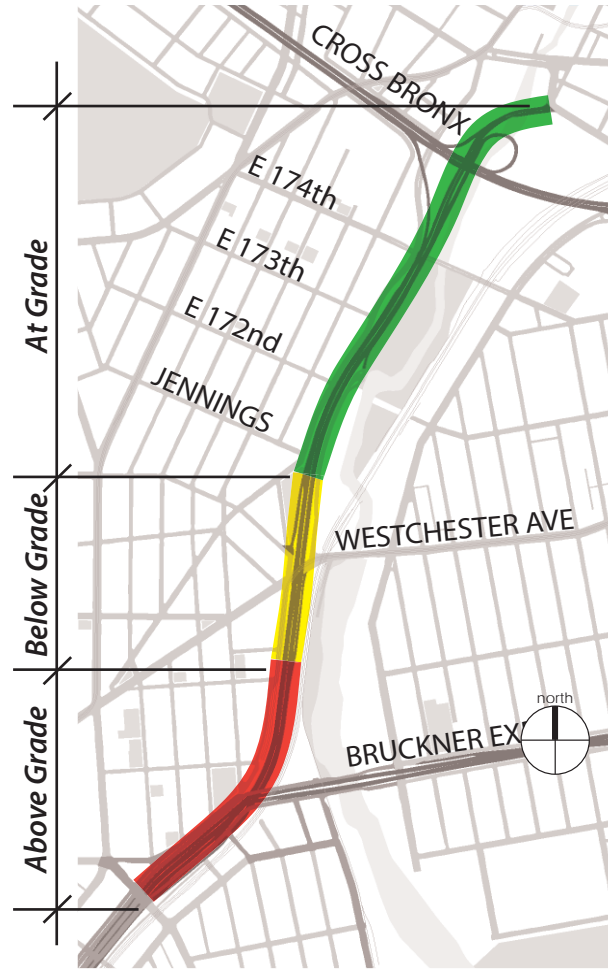 CROSS BRONX
E 174th
E 173th
E 172nd
JENNINGS
At Grade
WESTCHESTER AVE
Below Grade
north
BRUCKNER EX
Above Grade